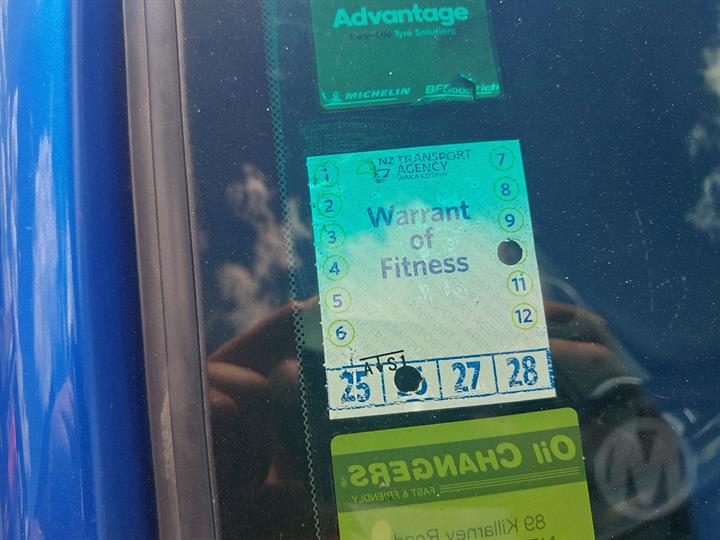 Advantage
Tyre Solutions
MICHELIN BFGoodrich
NZ TRANSPORT
AGENCY
WAKA KOTAHI
1 7
2 8
3 Warrant 9
4 of
5 Fitness 11
6 12
25 27 28
Oil CHANGERS
FAST & FRIENDLY
89 Killarney Road
M